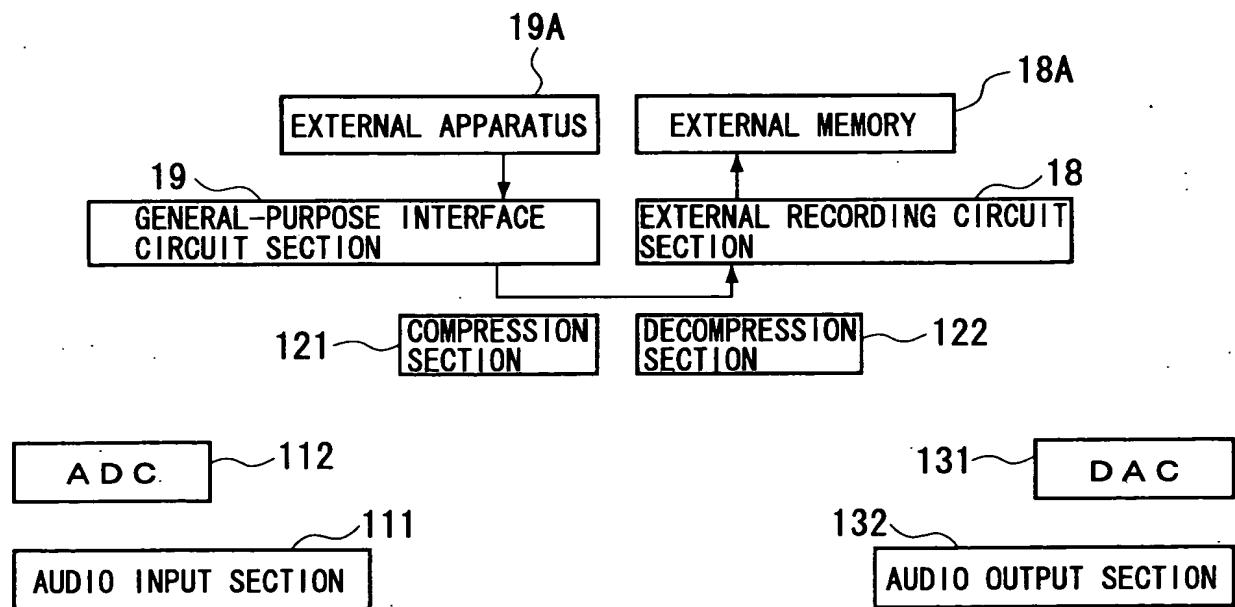 19A
18A
EXTERNAL APPARATUS
EXTERNAL MEMORY
19
18
GENERAL-PURPOSE INTERFACE
CIRCUIT SECTION
EXTERNAL RECORDING CIRCUIT
SECTION
121
COMPRESSION
SECTION
DECOMPRESSION
SECTION
122
ADC
112
131
DAC
111
132
AUDIO INPUT SECTION
AUDIO OUTPUT SECTION